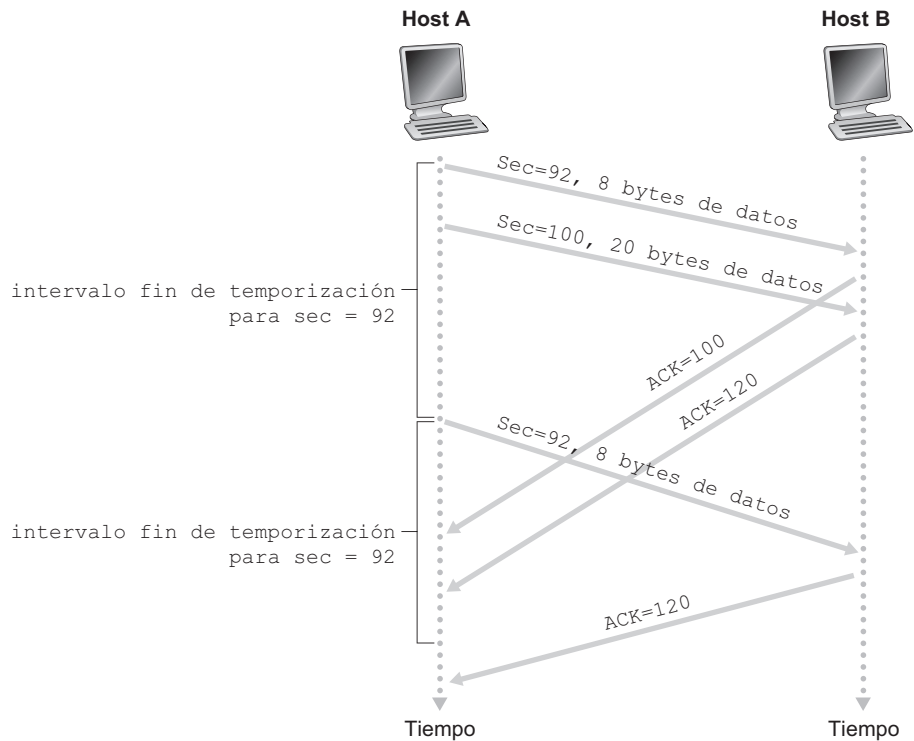 Host A
Host B
Sec=92, 8 bytes de datos
Sec=100, 20 bytes de datos
intervalo fin de temporización
para sec = 92
ACK=100
ACK=120
Sec=92, 8 bytes de datos
intervalo fin de temporización
para sec = 92
ACK=120
Tiempo
Tiempo